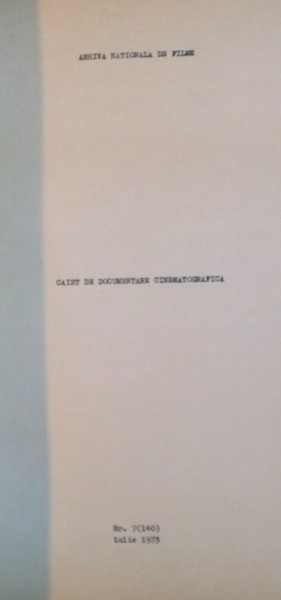 ARHIVA NATIONALA DE FILME
CAIET DE DOCUMENTARE CINEMATOGRAFICA
Nr. 7(140)
iulie 1975